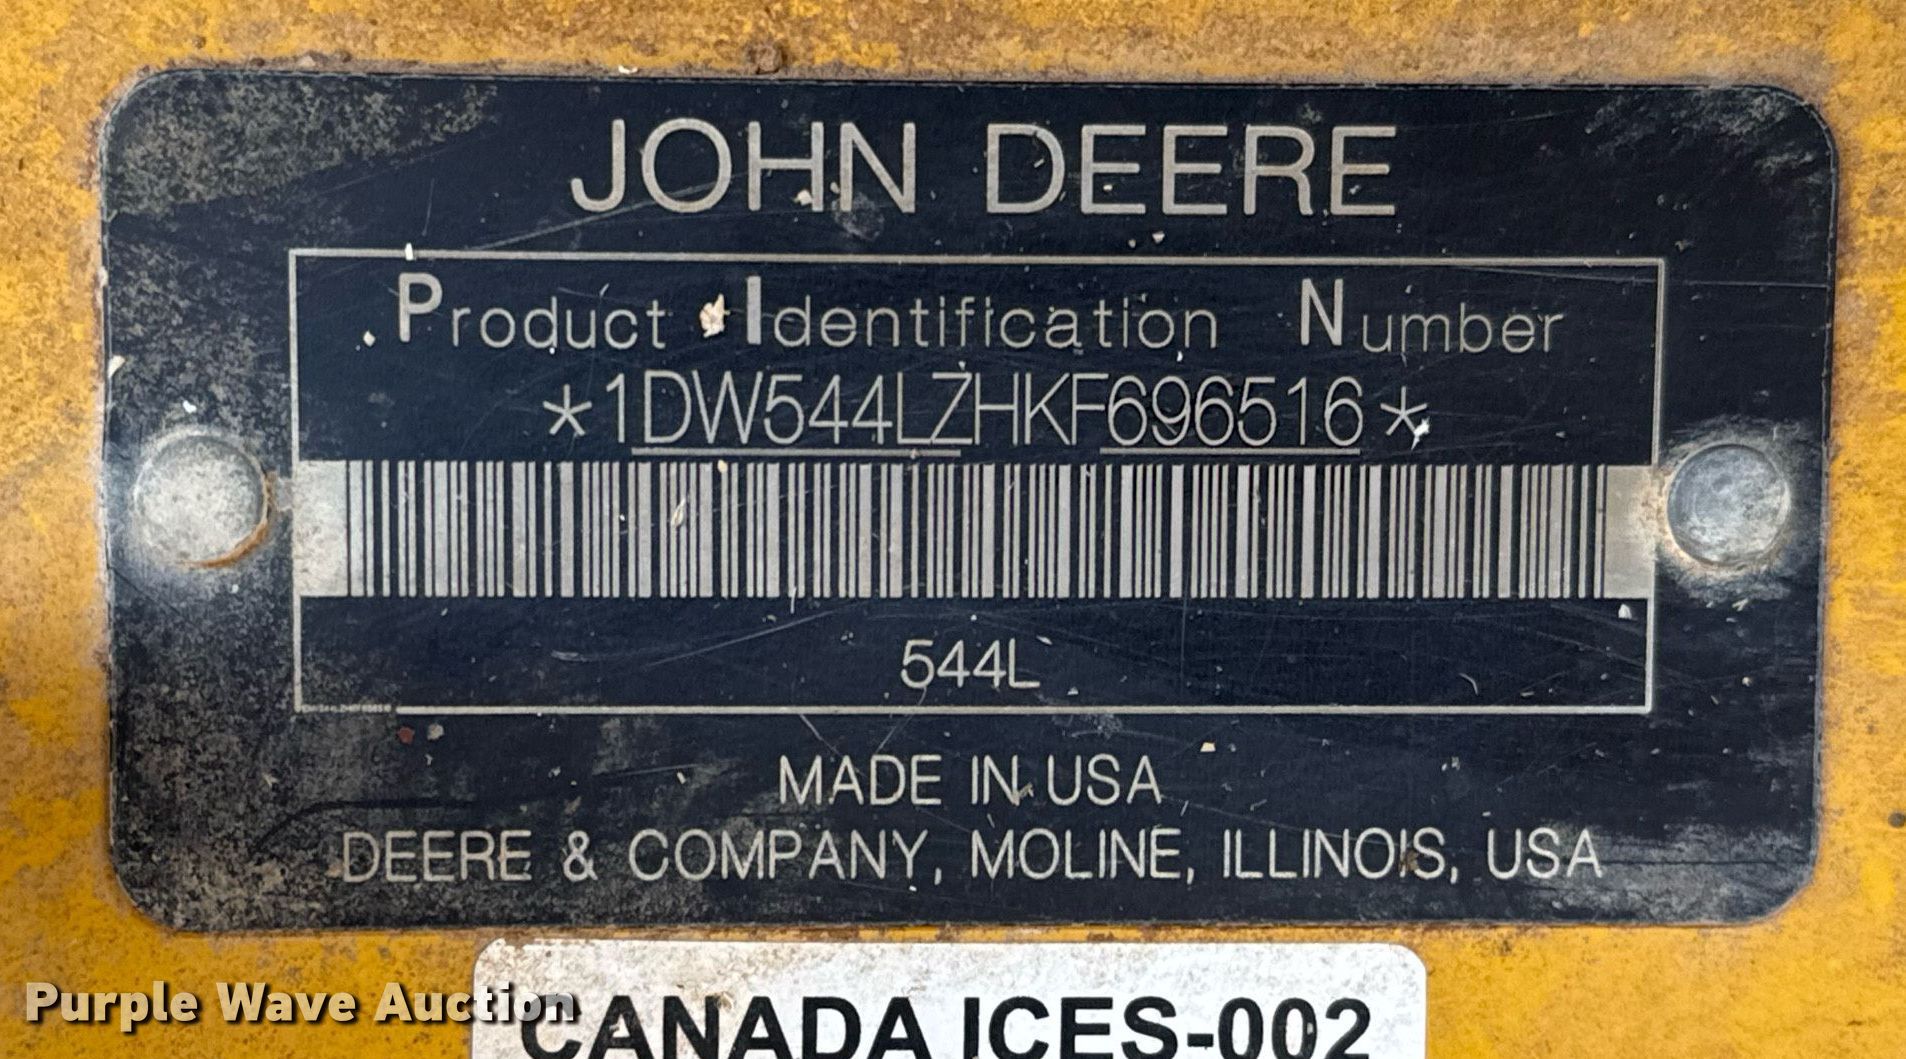 JOHN DEERE
Product Identification Number
*1DW544LZHKF696516*
544L
MADE IN USA
DEERE & COMPANY, MOLINE, ILLINOIS, USA
CANADA ICES-002
Purple Wave Auction